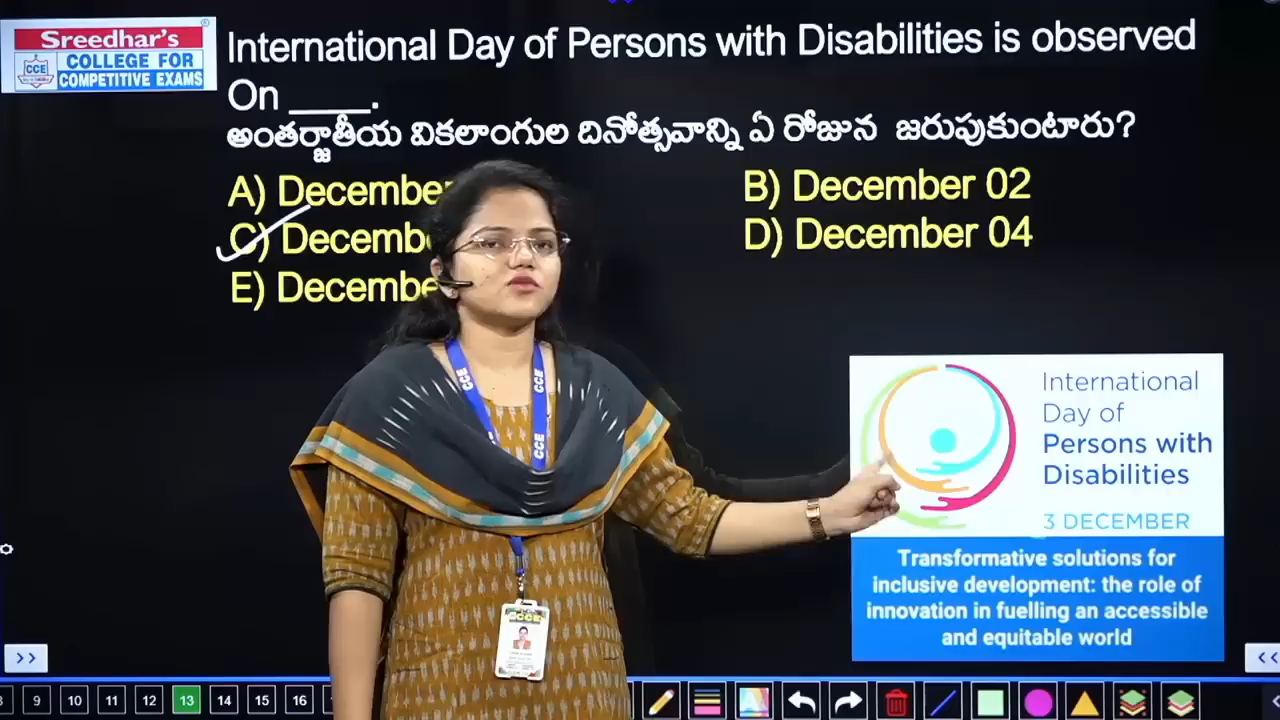 Sreedhar's
CCE
COLLEGE FOR
COMPETITIVE EXAMS
International Day of Persons with Disabilities is observed
On ____.
అంతర్జాతీయ వికలాంగుల దినోత్సవాన్ని ఏ రోజున జరుపుకుంటారు?
A) December
B) December 02
C) Decemb
D) December 04
E) Decembe
CCE
CCE
CCE
CCE
International
Day of
Persons with
Disabilities
3 DECEMBER
Transformative solutions for
inclusive development: the role of
innovation in fuelling an accessible
and equitable world
>>
<<
9 10 11 12 13 14 15 16